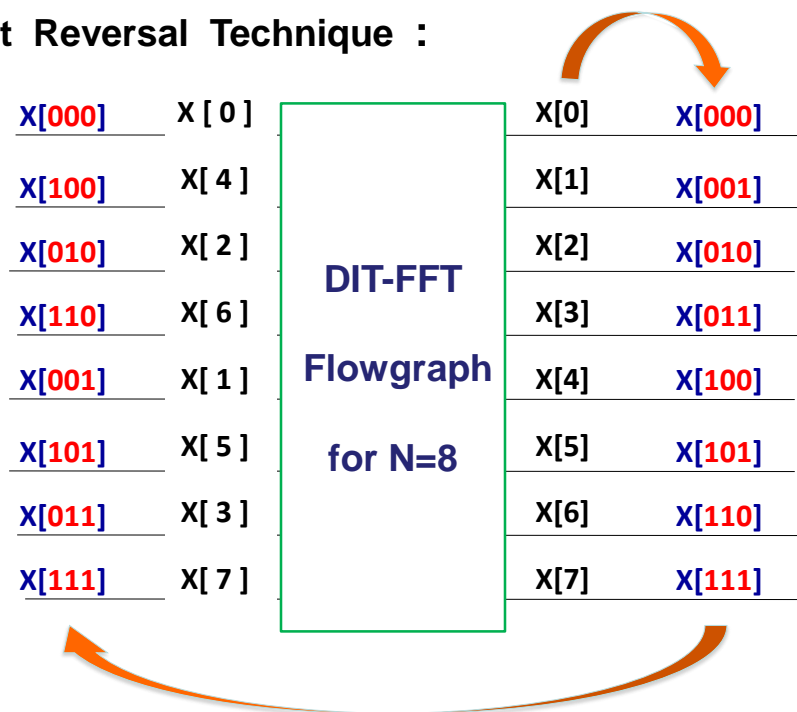 t Reversal Technique :
X[000] X [ 0 ] X[0] X[000]
X[100] X[ 4 ] X[1] X[001]
X[010] X[ 2 ] X[2] X[010]
DIT-FFT
X[110] X[ 6 ] X[3] X[011]
Flowgraph
X[001] X[ 1 ] X[4] X[100]
X[101] X[ 5 ] for N=8 X[5] X[101]
X[011] X[ 3 ] X[6] X[110]
X[111] X[ 7 ] X[7] X[111]